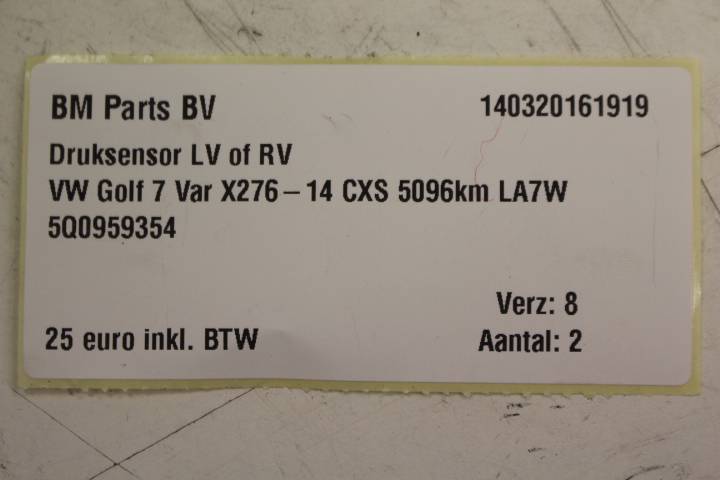 BM Parts BV 140320161919
Druksensor LV of RV
VW Golf 7 Var X276 – 14 CXS 5096km LA7W
5Q0959354
Verz: 8
25 euro inkl. BTW Aantal: 2